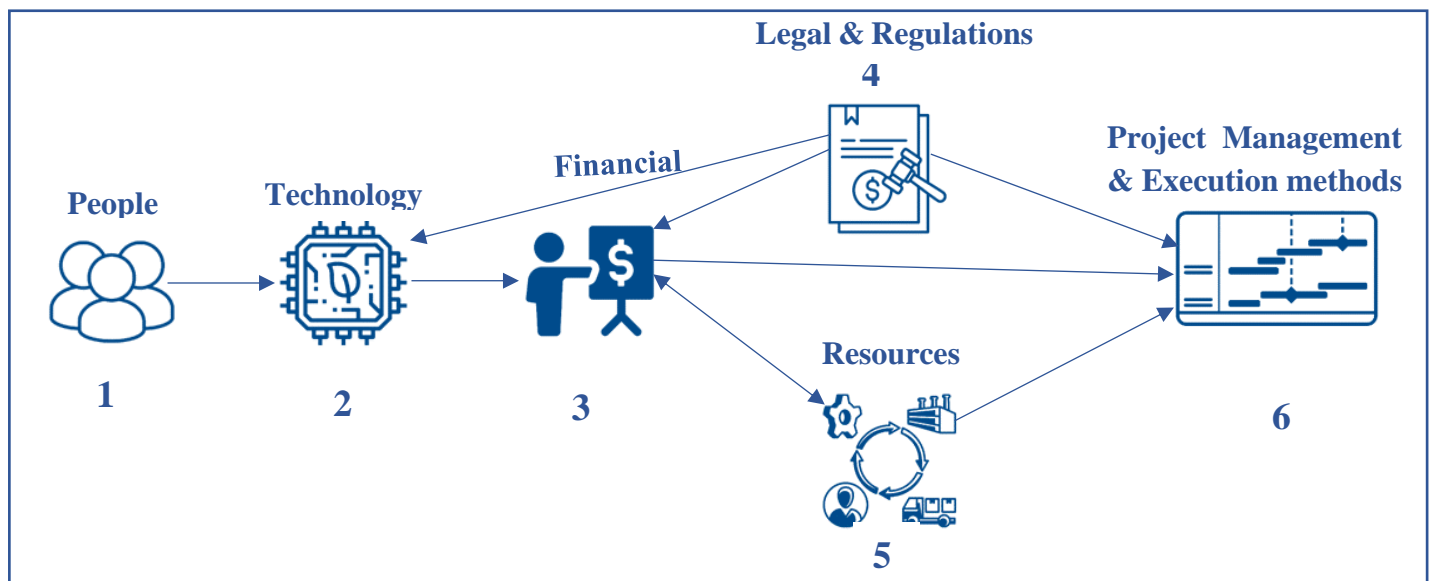 Legal & Regulations
4
Project Management
& Execution methods
Financial
Technology
People
$
$
Resources
1
2
3
6
5